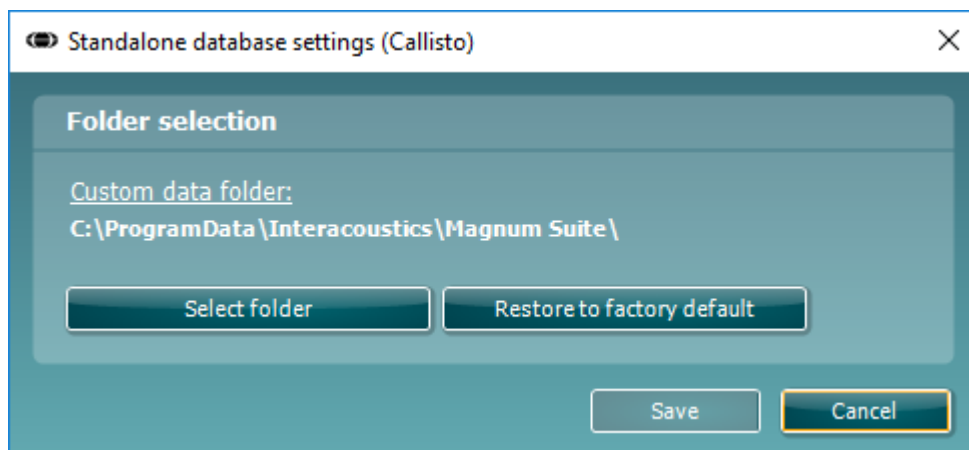 Standalone database settings (Callisto)
Folder selection
Custom data folder:
C:\ProgramData\Interacoustics\Magnum Suite\
Select folder
Restore to factory default
Save
Cancel